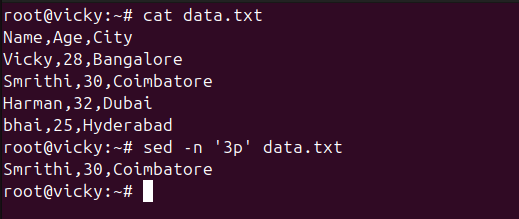 root@vicky:~# cat data.txt
Name,Age,City
Vicky,28,Bangalore
Smrithi,30,Coimbatore
Harman,32,Dubai
bhai,25,Hyderabad
root@vicky:~# sed -n '3p' data.txt
Smrithi,30,Coimbatore
root@vicky:~#